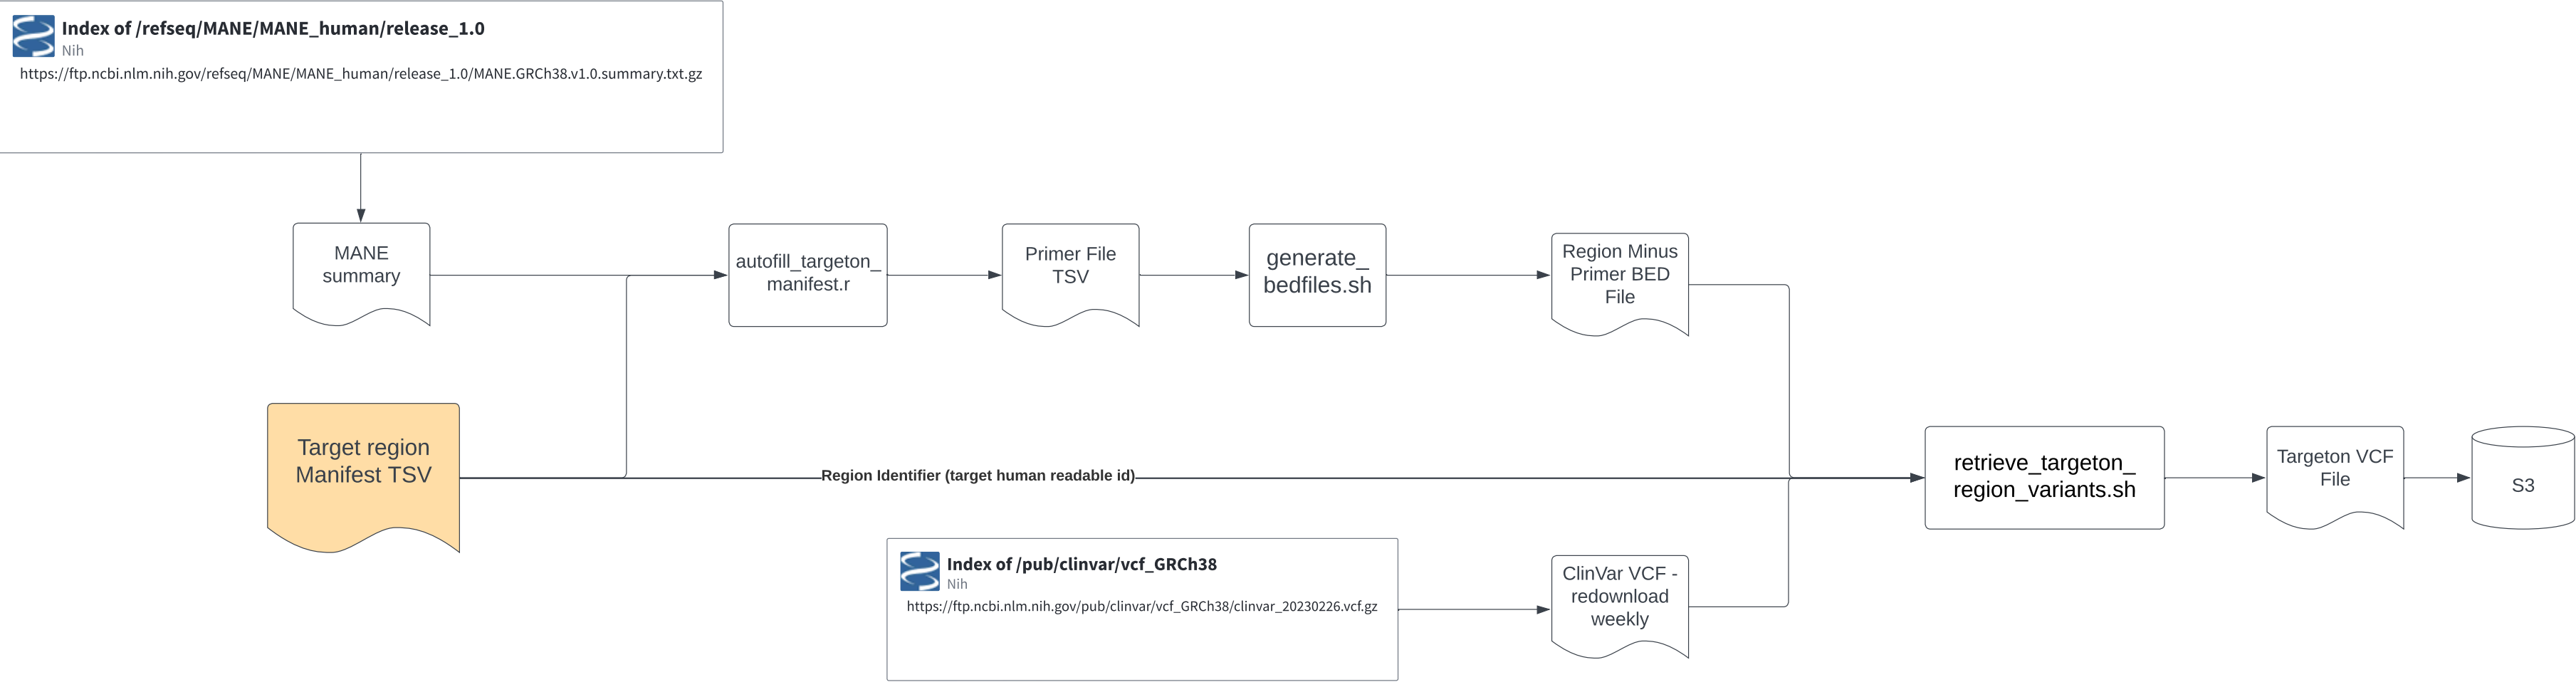 Index of /refseq/MANE/MANE_human/release_1.0
Nih
https://ftp.ncbi.nlm.nih.gov/refseq/MANE/MANE_human/release_1.0/MANE.GRCh38.v1.0.summary.txt.gz
MANE
summary
autofill_targeton_
manifest.r
Primer File
TSV
generate_
bedfiles.sh
Region Minus
Primer BED
File
Target region
Manifest TSV
Region Identifier (target human readable id)
retrieve_targeton_
region_variants.sh
Targeton VCF
File
S3
Index of /pub/clinvar/vcf_GRCh38
Nih
https://ftp.ncbi.nlm.nih.gov/pub/clinvar/vcf_GRCh38/clinvar_20230226.vcf.gz
ClinVar VCF -
redownload
weekly